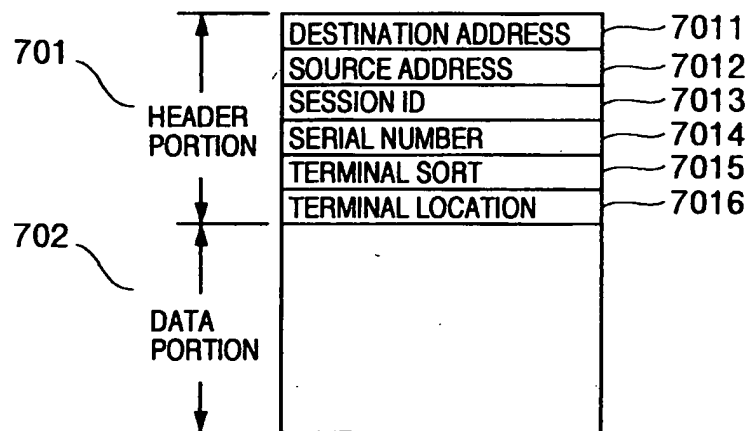 701
HEADER
PORTION
DESTINATION ADDRESS 7011
SOURCE ADDRESS 7012
SESSION ID 7013
SERIAL NUMBER 7014
TERMINAL SORT 7015
TERMINAL LOCATION 7016
702
DATA
PORTION